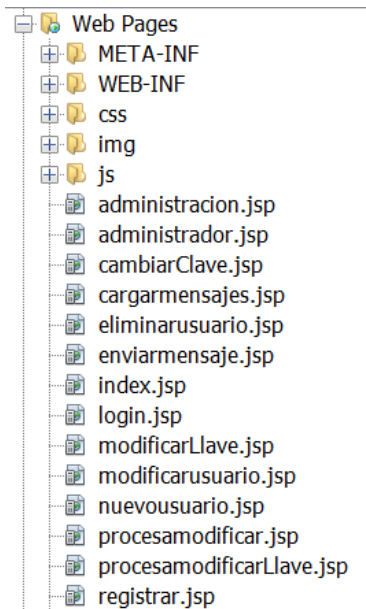 Web Pages
META-INF
WEB-INF
css
img
js
administracion.jsp
administrador.jsp
cambiarClave.jsp
cargarmensajes.jsp
eliminarusuario.jsp
enviarmensaje.jsp
index.jsp
login.jsp
modificarLlave.jsp
modificarusuario.jsp
nuevousuario.jsp
procesamodificar.jsp
procesamodificarLlave.jsp
registrar.jsp